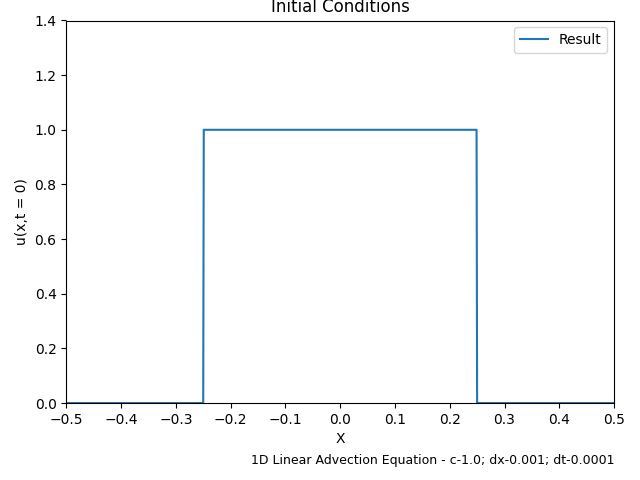 Initial Conditions
1.4
1.2
1.0
0.8
0.6
0.4
0.2
0.0
u(x,t = 0)
Result
−0.5 −0.4 −0.3 −0.2 −0.1 0.0 0.1 0.2 0.3 0.4 0.5
X
1D Linear Advection Equation - c-1.0; dx-0.001; dt-0.0001